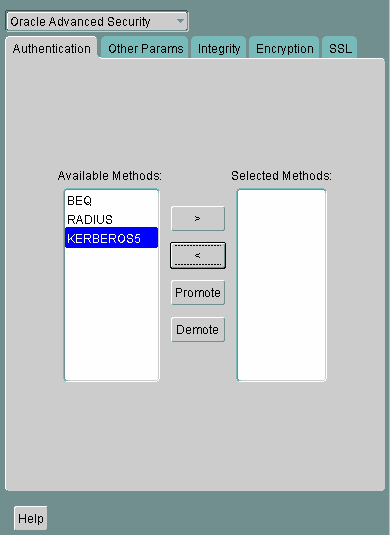 Oracle Advanced Security
Authentication Other Params Integrity Encryption SSL
Available Methods: Selected Methods:
BEQ
RADIUS
KERBEROS5
>
<
Promote
Demote
Help